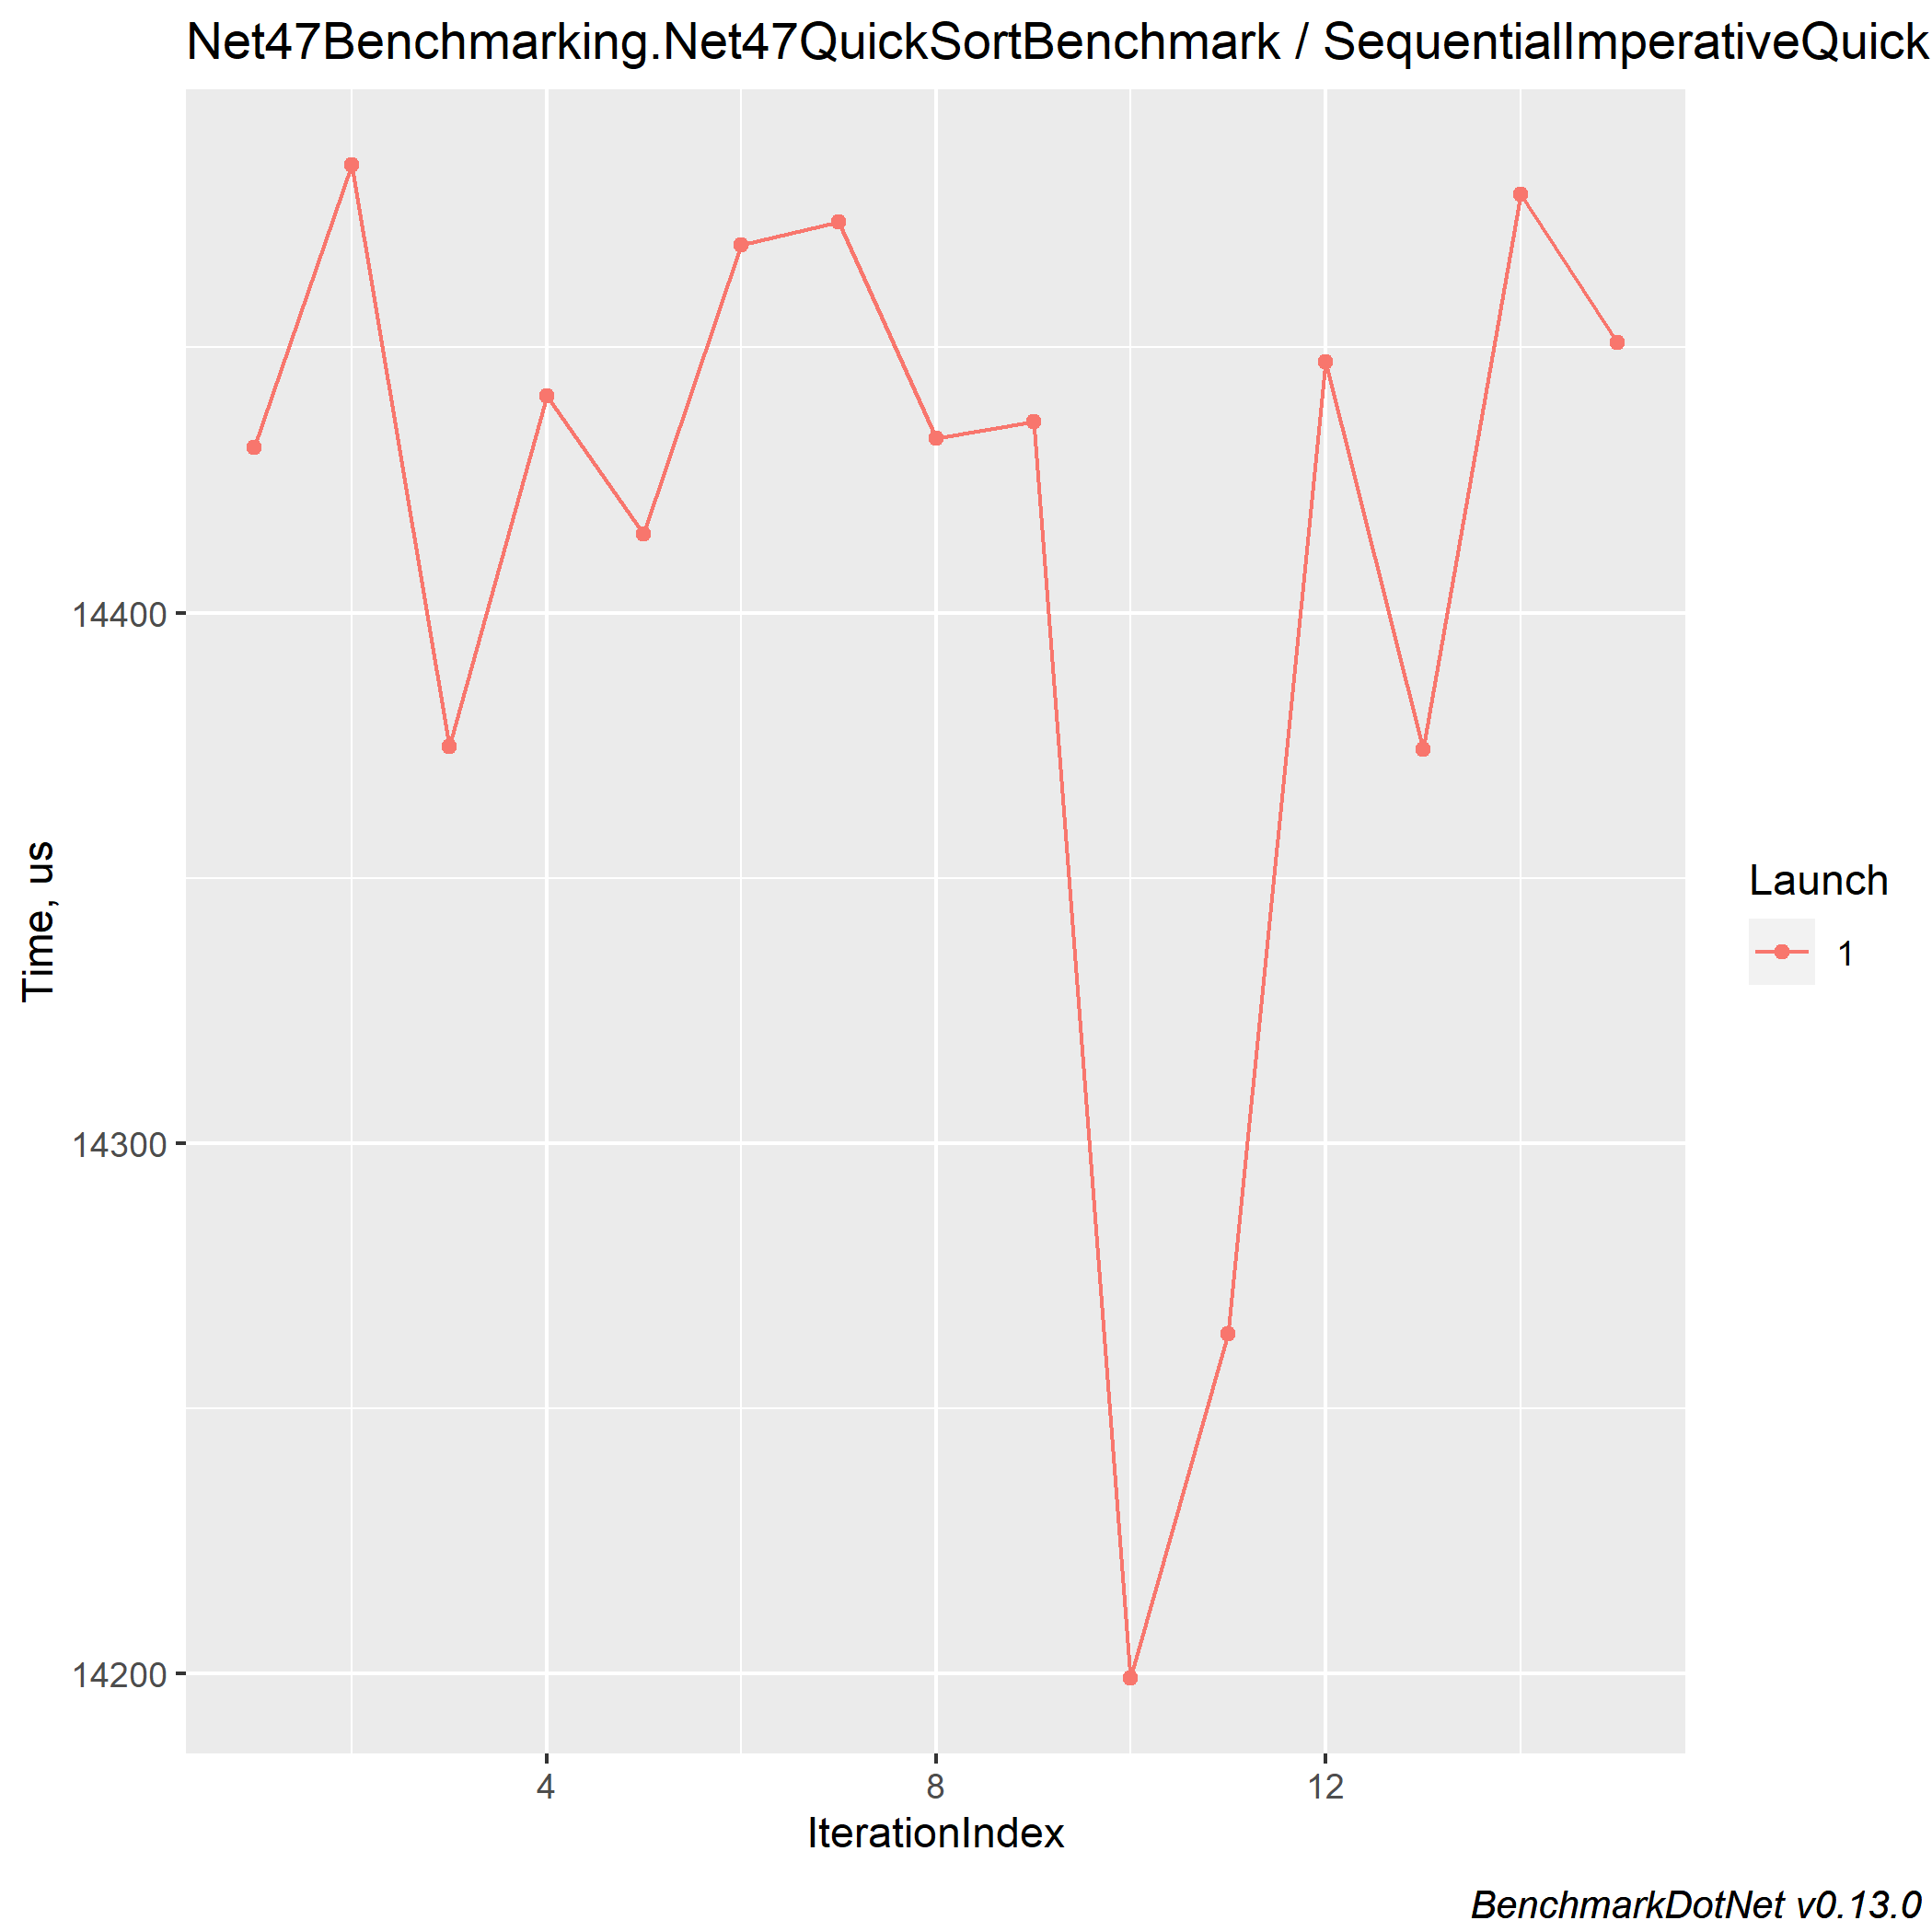 Net47Benchmarking.Net47QuickSortBenchmark / SequentialImperativeQuick
14400
14300
14200
Time, us
4
8
12
IterationIndex
Launch
1
BenchmarkDotNet v0.13.0